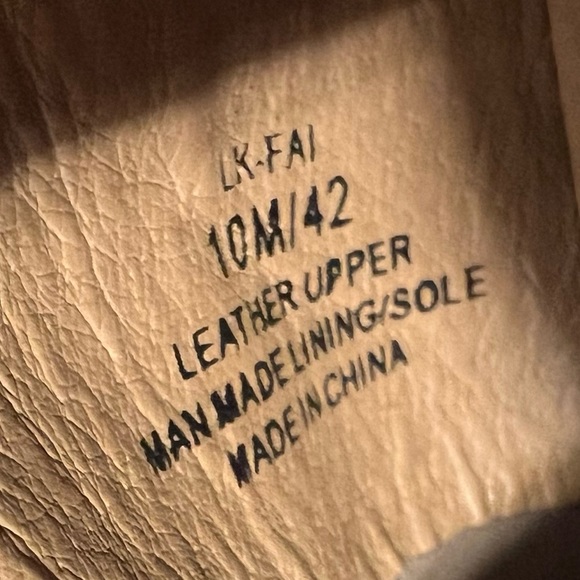 LK-FAI
10M/42
LEATHER UPPER
MAN MADE LINING/SOLE
MADE IN CHINA